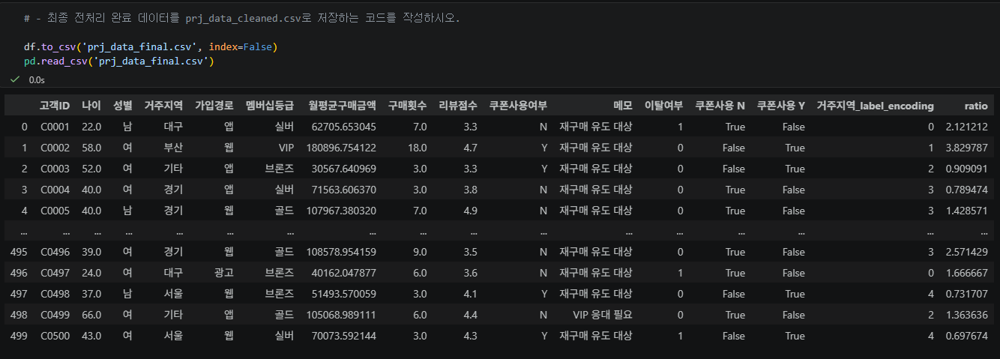 # - 최종 전처리 완료 데이터를 prj_data_cleaned.csv로 저장하는 코드를 작성하시오.
df.to_csv('prj_data_final.csv', index=False)
pd.read_csv('prj_data_final.csv')
0.0s
고객ID 나이 성별 거주지역 가입경로 멤버십등급 월평균구매금액 구매횟수 리뷰점수 쿠폰사용여부 메모 이탈여부 쿠폰사용 N 쿠폰사용 Y 거주지역_label_encoding ratio
0 C0001 22.0 남 대구 앱 실버 62705.653045 7.0 3.3 N 재구매 유도 대상 1 True False 0 2.121212
1 C0002 58.0 여 부산 웹 VIP 180896.754122 18.0 4.7 Y 재구매 유도 대상 0 False True 1 3.829787
2 C0003 52.0 여 기타 앱 브론즈 30567.640969 3.0 3.3 Y 재구매 유도 대상 0 False True 2 0.909091
3 C0004 40.0 여 경기 앱 실버 71563.606370 3.0 3.8 N 재구매 유도 대상 0 True False 3 0.789474
4 C0005 40.0 남 경기 웹 골드 107967.380320 7.0 4.9 N 재구매 유도 대상 0 True False 3 1.428571
... ... ... ... ... ... ... ... ... ... ... ... ... ... ... ... ...
495 C0496 39.0 여 경기 웹 골드 108578.954159 9.0 3.5 N 재구매 유도 대상 0 True False 3 2.571429
496 C0497 24.0 여 대구 광고 브론즈 40162.047877 6.0 3.6 N 재구매 유도 대상 1 True False 0 1.666667
497 C0498 37.0 남 서울 웹 브론즈 51493.570059 3.0 4.1 Y 재구매 유도 대상 0 False True 4 0.731707
498 C0499 66.0 여 기타 앱 골드 105068.989111 6.0 4.4 N VIP 응대 필요 0 True False 2 1.363636
499 C0500 43.0 여 서울 웹 실버 70073.592144 3.0 4.3 Y 재구매 유도 대상 1 False True 4 0.697674